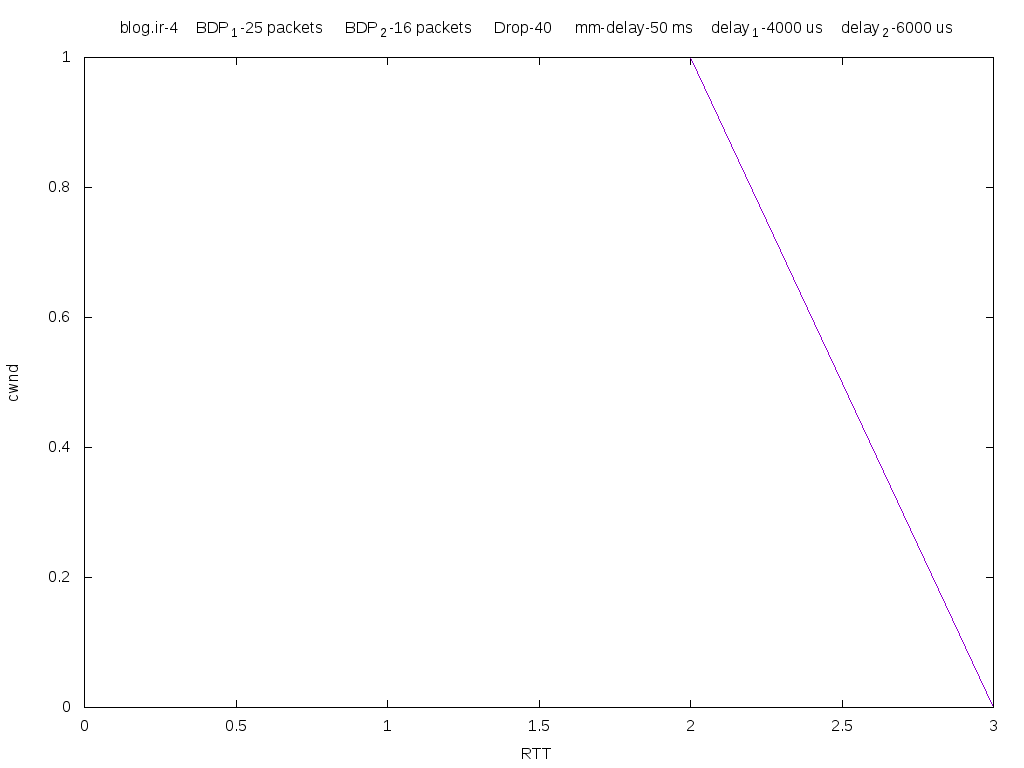 blog.ir-4 BDP1-25 packets BDP2-16 packets Drop-40 mm-delay-50 ms delay1-4000 us delay2-6000 us
1
0.8
0.6
0.4
0.2
0
cwnd
0 0.5 1 1.5 2 2.5 3
RTT